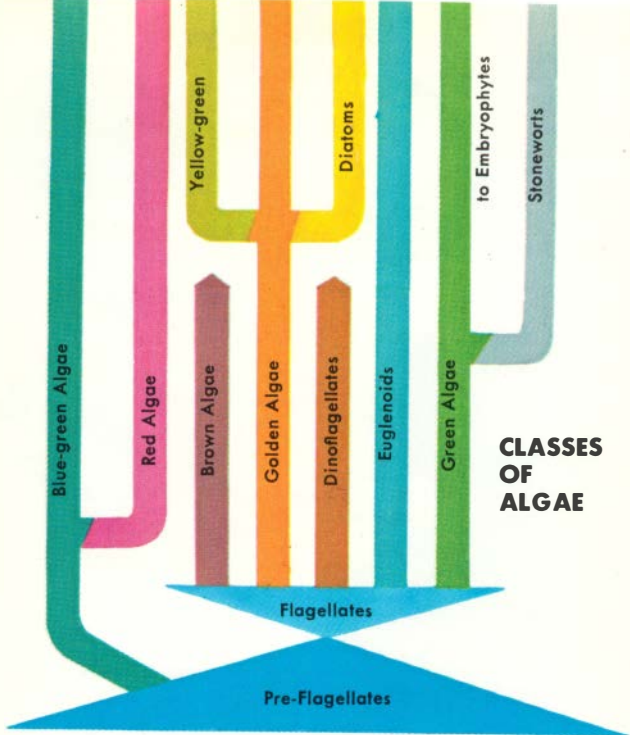 Yellow-green
Diatoms
to Embryophytes
Stoneworts
Blue-green Algae
Red Algae
Brown Algae
Golden Algae
Dinoflagellates
Euglenoids
Green Algae
CLASSES
OF
ALGAE
Flagellates
Pre-Flagellates